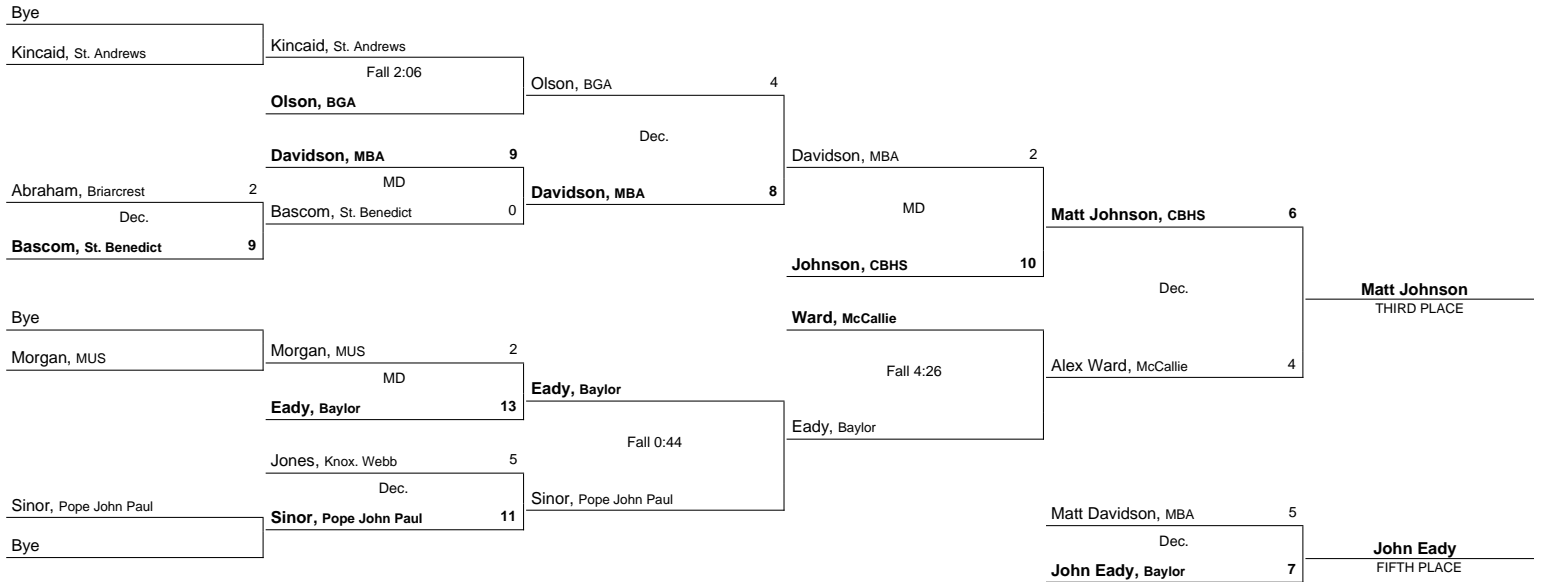 Bye
Kincaid, St. Andrews
Kincaid, St. Andrews
Fall 2:06
Olson, BGA
Olson, BGA 4
Dec.
Davidson, MBA 9
MD
Bascom, St. Benedict 0
Davidson, MBA 8
Abraham, Briarcrest 2
Dec.
Bascom, St. Benedict 9
Davidson, MBA 2
MD
Johnson, CBHS 10
Matt Johnson, CBHS 6
Dec.
Alex Ward, McCallie 4
Matt Johnson
THIRD PLACE
Bye
Morgan, MUS
Morgan, MUS 2
MD
Eady, Baylor 13
Eady, Baylor
Fall 0:44
Sinor, Pope John Paul
Ward, McCallie
Fall 4:26
Eady, Baylor
Jones, Knox. Webb 5
Dec.
Sinor, Pope John Paul 11
Sinor, Pope John Paul
Bye
Matt Davidson, MBA 5
Dec.
John Eady, Baylor 7
John Eady
FIFTH PLACE